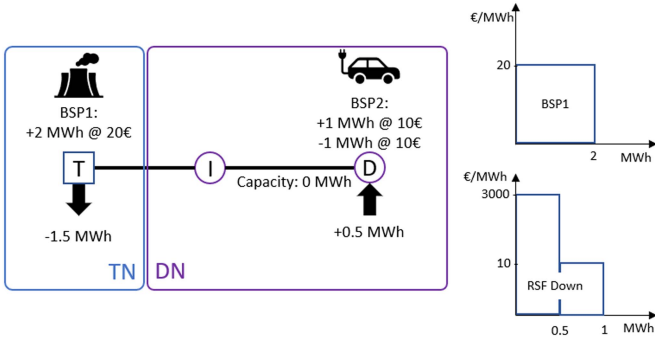 BSP1:
+2 MWh @ 20€
T
-1.5 MWh
TN
DN
I
Capacity: 0 MWh
BSP2:
+1 MWh @ 10€
-1 MWh @ 10€
D
+0.5 MWh
€/MWh
20
BSP1
2
MWh
€/MWh
3000
10
RSF Down
0.5
1
MWh